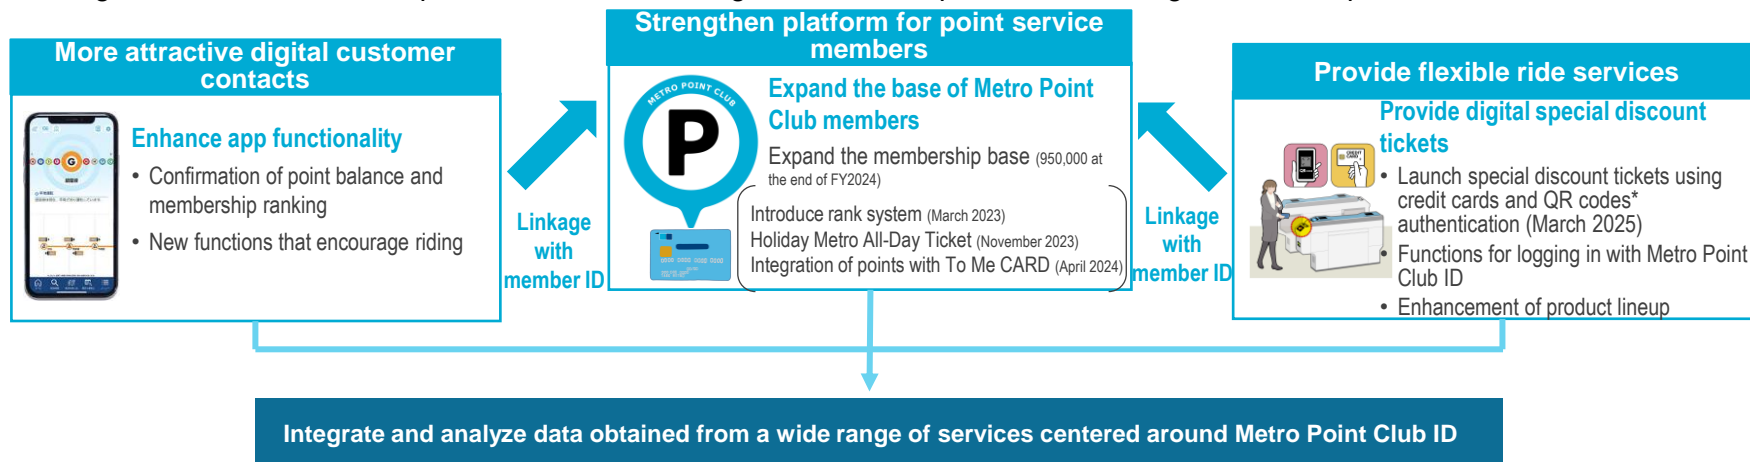 More attractive digital customer
contacts
Enhance app functionality
• Confirmation of point balance and
membership ranking
• New functions that encourage riding
Linkage
with
member ID
Strengthen platform for point service
members
METRO POINT CLUB
P
Expand the base of Metro Point
Club members
Expand the membership base (950,000 at
the end of FY2024)
Introduce rank system (March 2023)
Holiday Metro All-Day Ticket (November 2023)
Integration of points with To Me CARD (April 2024)
Linkage
with
member ID
Provide flexible ride services
Provide digital special discount
tickets
CREDIT
CARD
• Launch special discount tickets using
credit cards and QR codes*
authentication (March 2025)
• Functions for logging in with Metro Point
Club ID
• Enhancement of product lineup
Integrate and analyze data obtained from a wide range of services centered around Metro Point Club ID